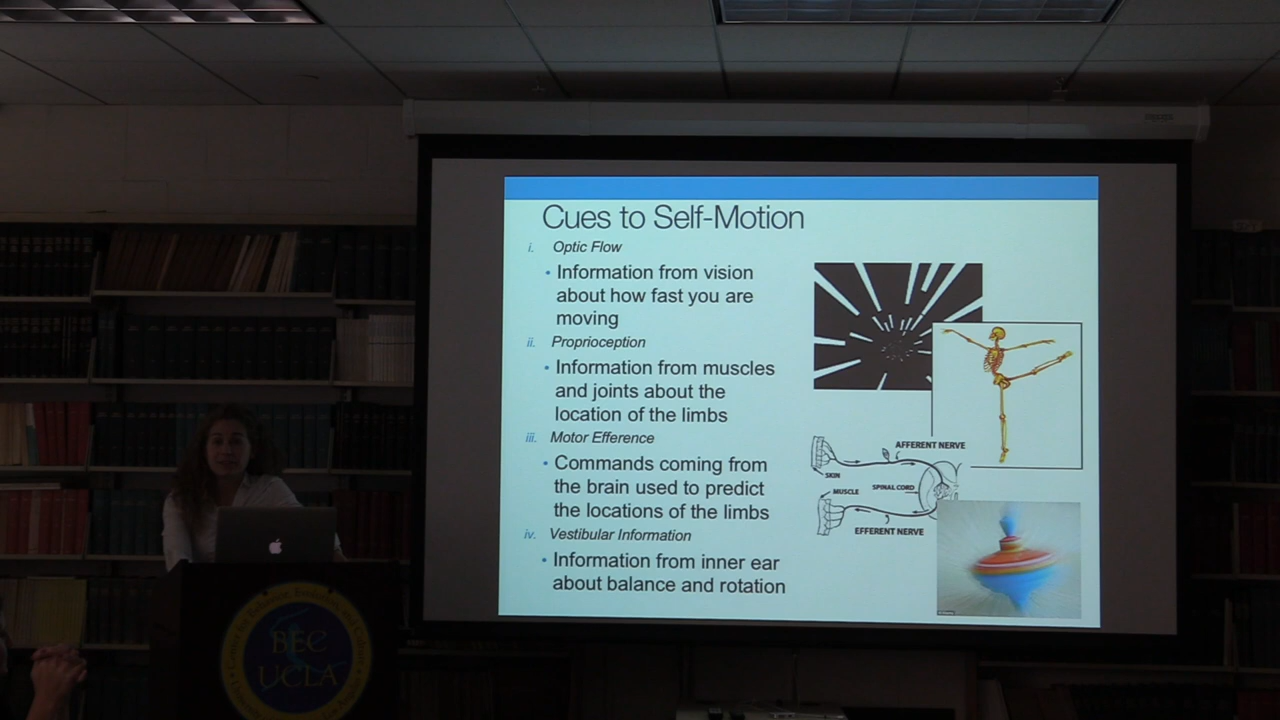 Cues to Self-Motion
i. Optic Flow
• Information from vision
about how fast you are
moving
ii. Proprioception
• Information from muscles
and joints about the
location of the limbs
iii. Motor Efference
• Commands coming from
the brain used to predict
the locations of the limbs
iv. Vestibular Information
• Information from inner ear
about balance and rotation
AFFERENT NERVE
SKIN
MUSCLE
SPINAL CORD
EFFERENT NERVE
BEC
UCLA